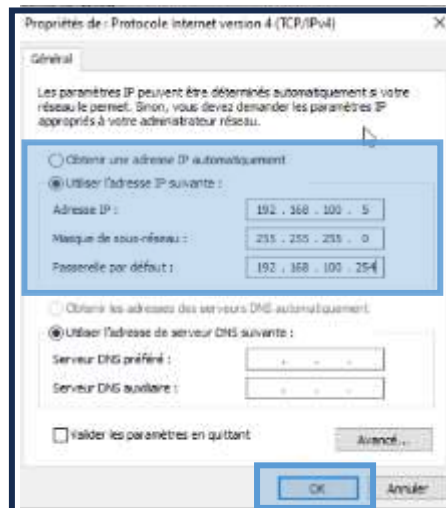 Propriétés de : Protocole Internet version 4 (TCP/IPv4)
Général
Les paramètres IP peuvent être déterminés automatiquement si votre
réseau le permet. Sinon, vous devez demander les paramètres IP
appropriés à votre administrateur réseau.
Obtenir une adresse IP automatiquement
Utiliser l'adresse IP suivante :
Adresse IP : 192 . 168 . 100 . 5
Masque de sous-réseau : 255 . 255 . 255 . 0
Passerelle par défaut : 192 . 168 . 100 . 254
Obtenir les adresses des serveurs DNS automatiquement
Utiliser l'adresse de serveur DNS suivante :
Serveur DNS préféré : . . .
Serveur DNS auxiliaire : . . .
Valider les paramètres en quittant
Avancé...
OK Annuler